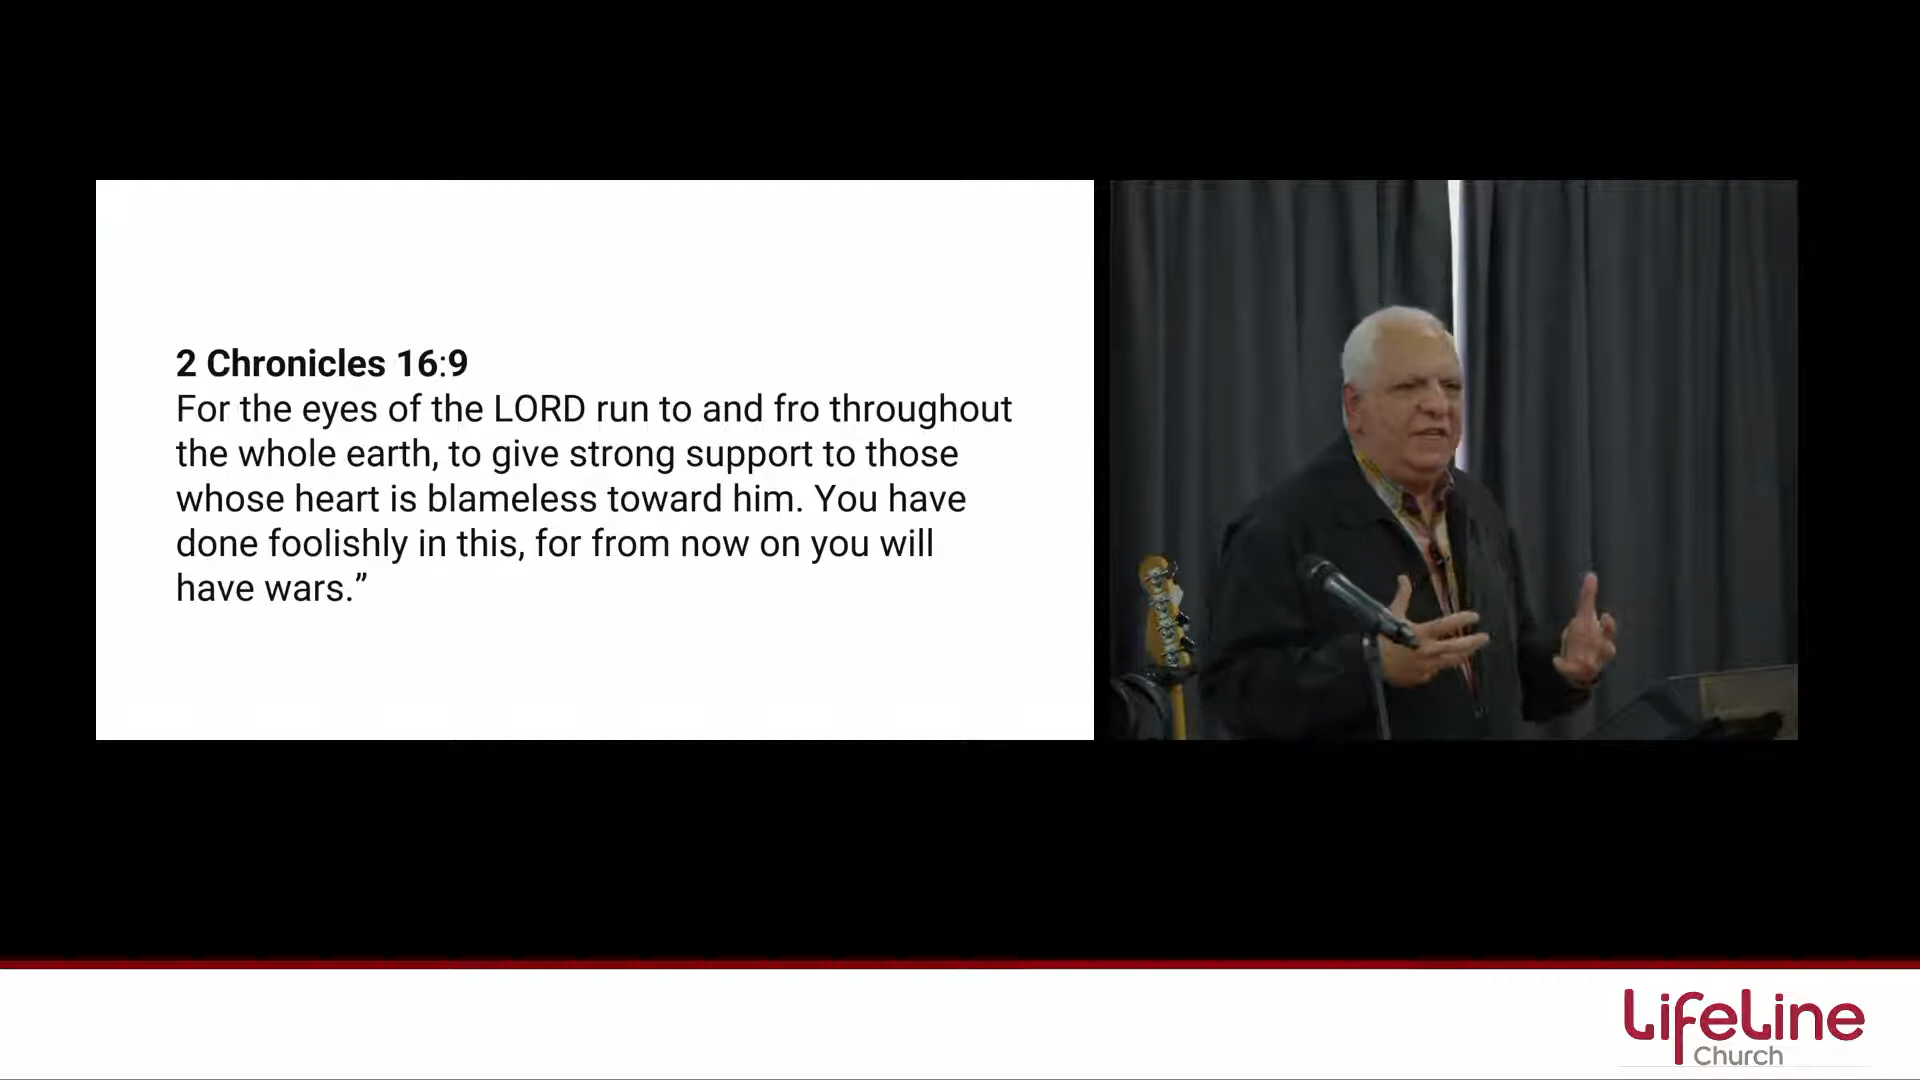 2 Chronicles 16:9
For the eyes of the LORD run to and fro throughout
the whole earth, to give strong support to those
whose heart is blameless toward him. You have
done foolishly in this, for from now on you will
have wars.”
LifeLine
Church